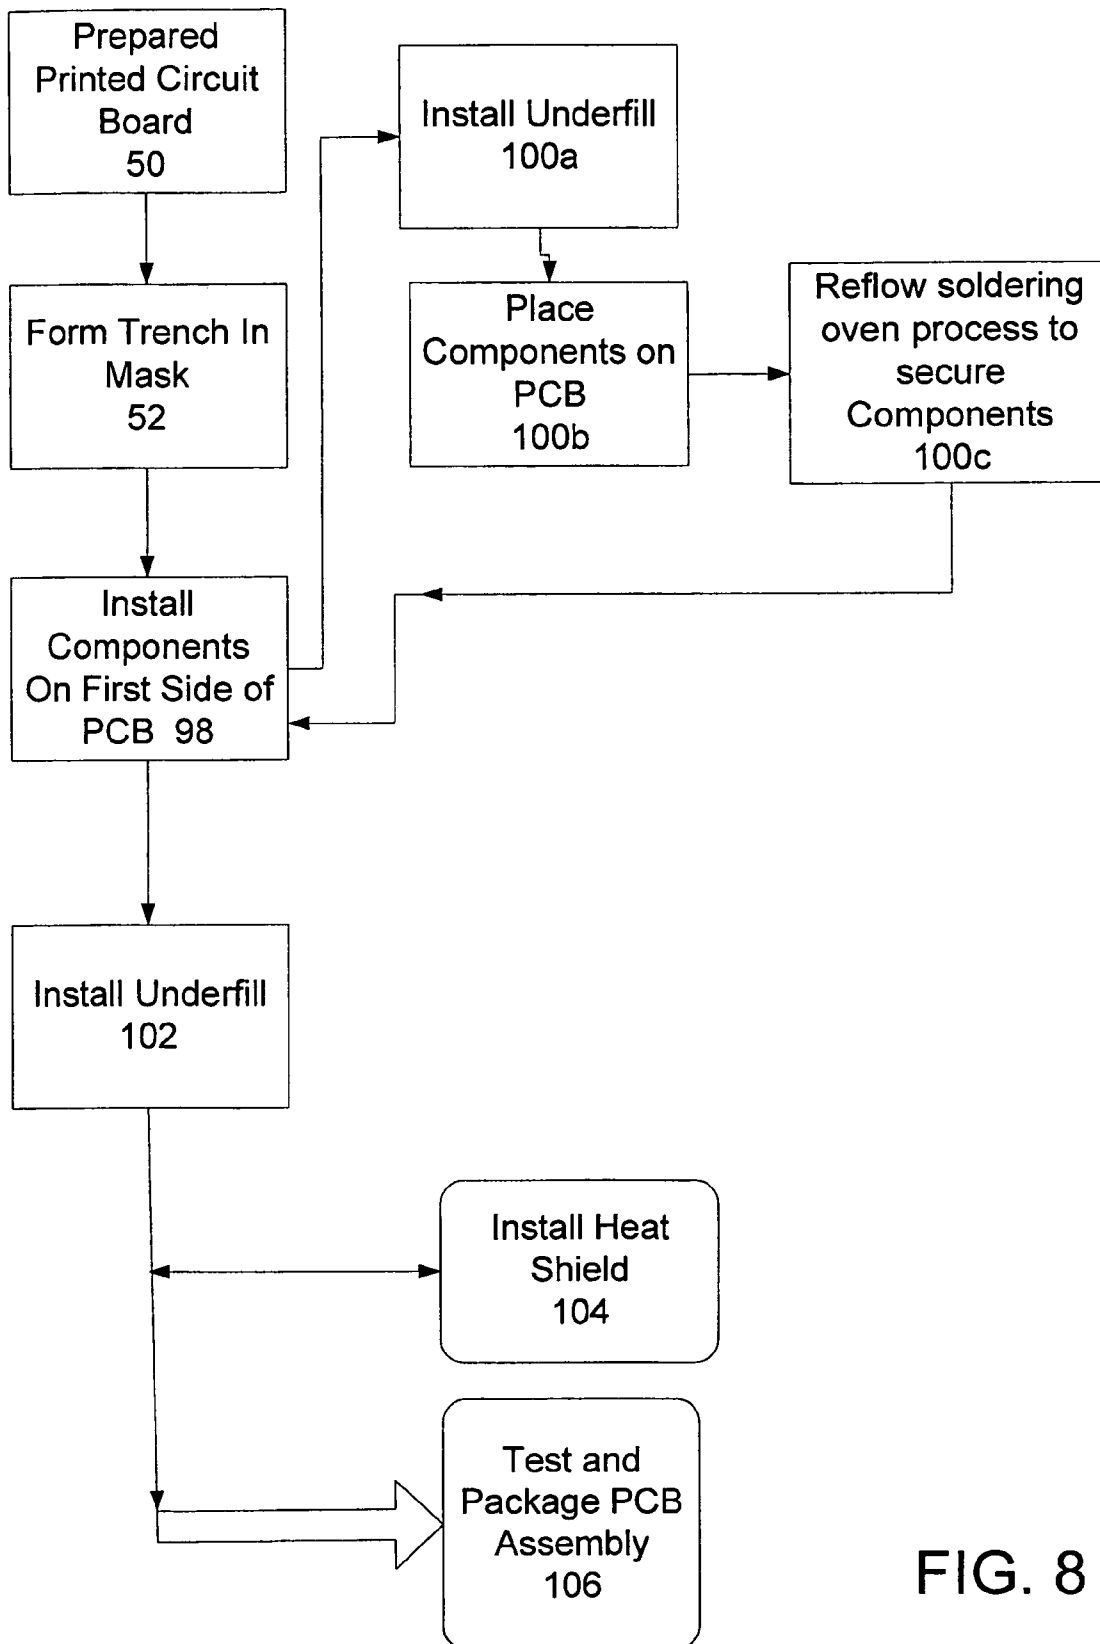 Prepared
Printed Circuit
Board
50
Form Trench In
Mask
52
Install
Components
On First Side of
PCB 98
Install Underfill
100a
Place
Components on
PCB
100b
Reflow soldering
oven process to
secure
Components
100c
Install Underfill
102
Install Heat
Shield
104
Test and
Package PCB
Assembly
106
FIG. 8